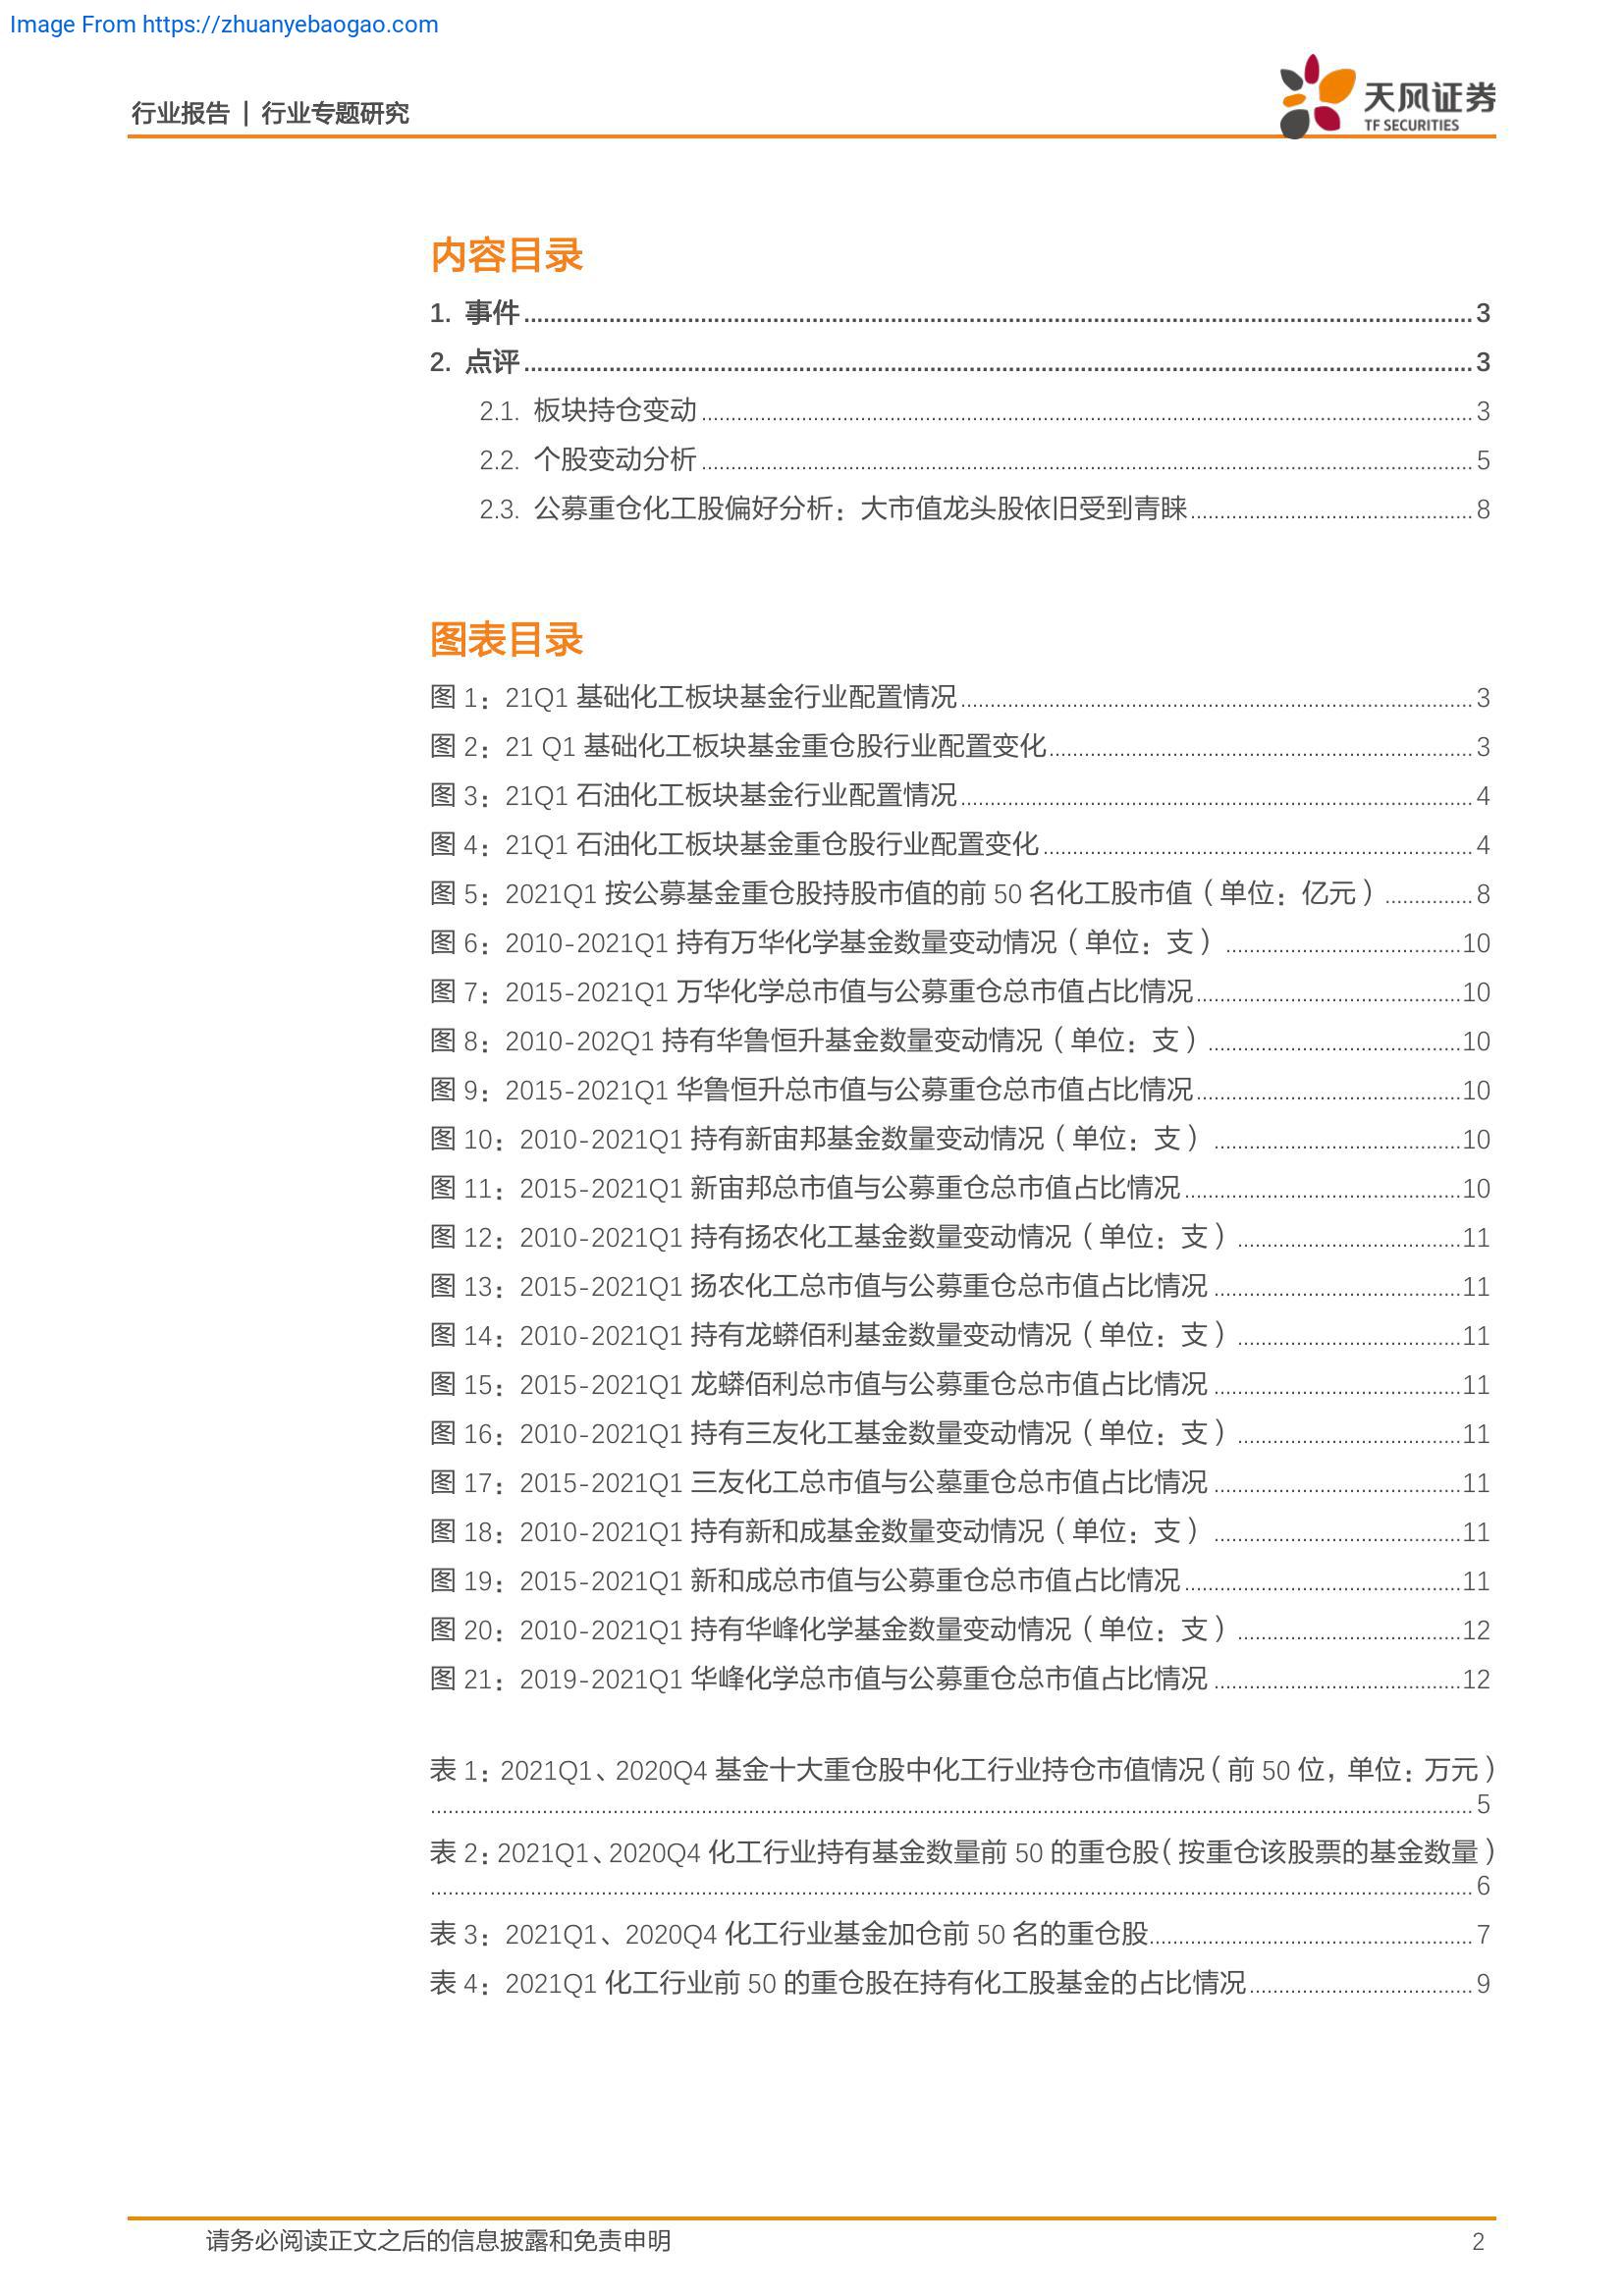 Image From https://zhuanyebaogao.com
行业报告 | 行业专题研究
天风证券
TF SECURITIES
内容目录
1. 事件 3
2. 点评 3
2.1. 板块持仓变动 3
2.2. 个股变动分析 5
2.3. 公募重仓化工股偏好分析：大市值龙头股依旧受到青睐 8
图表目录
图 1：21Q1 基础化工板块基金行业配置情况 3
图 2：21 Q1 基础化工板块基金重仓股行业配置变化 3
图 3：21Q1 石油化工板块基金行业配置情况 4
图 4：21Q1 石油化工板块基金重仓股行业配置变化 4
图 5：2021Q1 按公募基金重仓股持股市值的前 50 名化工股市值（单位：亿元） 8
图 6：2010-2021Q1 持有万华化学基金数量变动情况（单位：支） 10
图 7：2015-2021Q1 万华化学总市值与公募重仓总市值占比情况 10
图 8：2010-202Q1 持有华鲁恒升基金数量变动情况（单位：支） 10
图 9：2015-2021Q1 华鲁恒升总市值与公募重仓总市值占比情况 10
图 10：2010-2021Q1 持有新宙邦基金数量变动情况（单位：支） 10
图 11：2015-2021Q1 新宙邦总市值与公募重仓总市值占比情况 10
图 12：2010-2021Q1 持有扬农化工基金数量变动情况（单位：支） 11
图 13：2015-2021Q1 扬农化工总市值与公募重仓总市值占比情况 11
图 14：2010-2021Q1 持有龙蟒佰利基金数量变动情况（单位：支） 11
图 15：2015-2021Q1 龙蟒佰利总市值与公募重仓总市值占比情况 11
图 16：2010-2021Q1 持有三友化工基金数量变动情况（单位：支） 11
图 17：2015-2021Q1 三友化工总市值与公墓重仓总市值占比情况 11
图 18：2010-2021Q1 持有新和成基金数量变动情况（单位：支） 11
图 19：2015-2021Q1 新和成总市值与公募重仓总市值占比情况 11
图 20：2010-2021Q1 持有华峰化学基金数量变动情况（单位：支） 12
图 21：2019-2021Q1 华峰化学总市值与公募重仓总市值占比情况 12
表 1：2021Q1、2020Q4 基金十大重仓股中化工行业持仓市值情况（前 50 位，单位：万元）
5
表 2：2021Q1、2020Q4 化工行业持有基金数量前 50 的重仓股（按重仓该股票的基金数量）
6
表 3：2021Q1、2020Q4 化工行业基金加仓前 50 名的重仓股 7
表 4：2021Q1 化工行业前 50 的重仓股在持有化工股基金的占比情况 9
请务必阅读正文之后的信息披露和免责申明 2